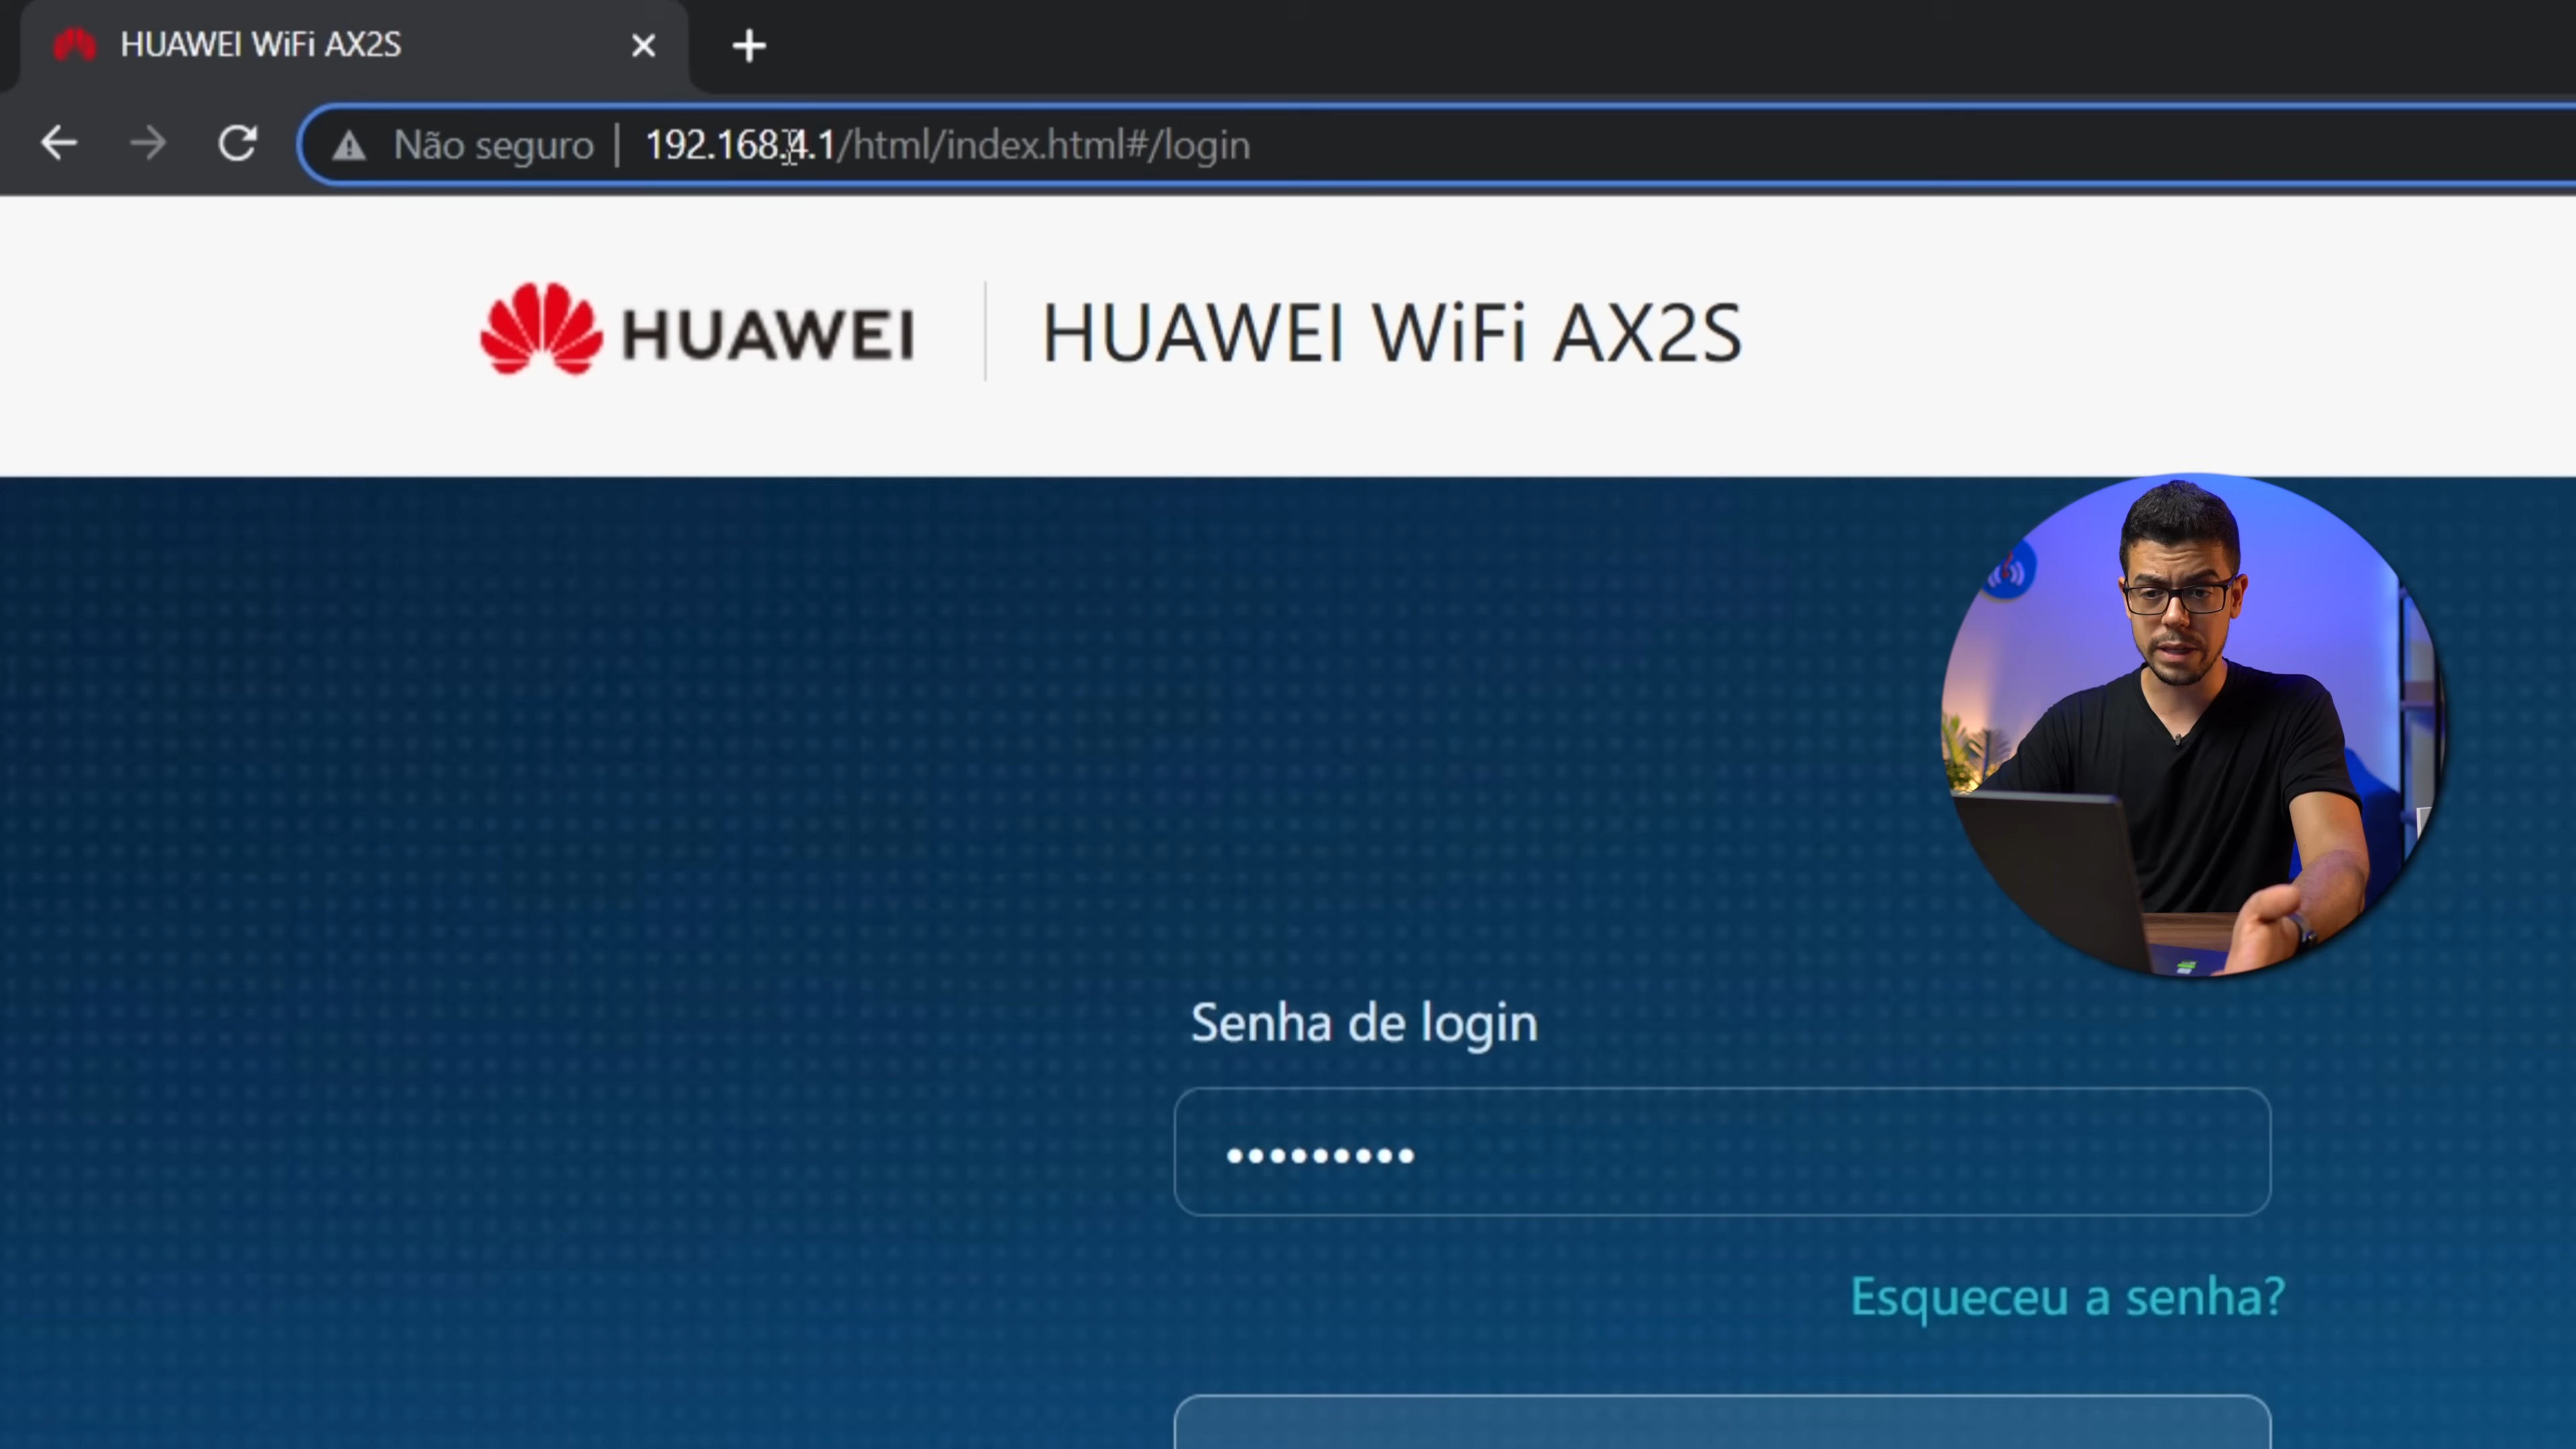 HUAWEI WiFi AX2S
Não seguro | 192.168.4.1/html/index.html#/login
HUAWEI
HUAWEI WiFi AX2S
Senha de login
•••••••••
Esqueceu a senha?